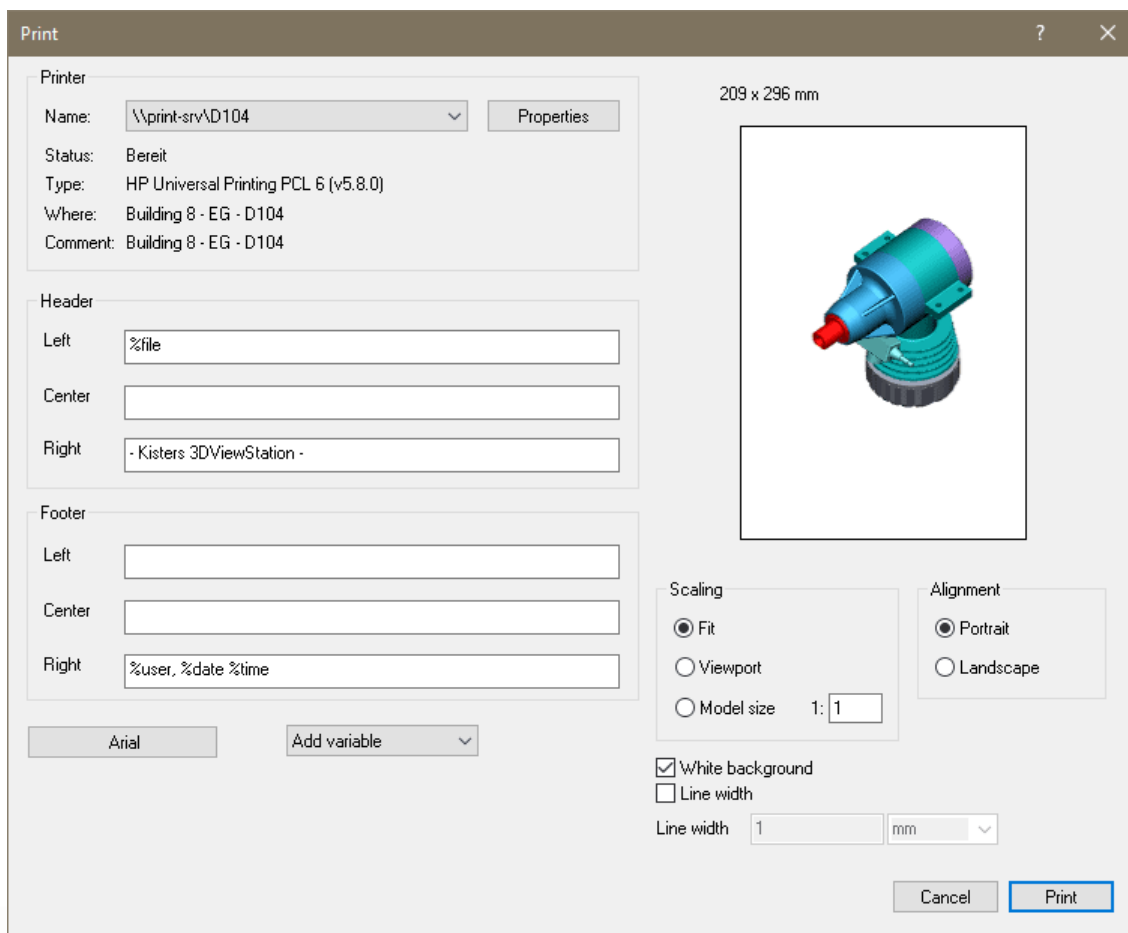 Print
?
Printer
Name: \\print-srv\D104 Properties
Status: Bereit
Type: HP Universal Printing PCL 6 (v5.8.0)
Where: Building 8 - EG - D104
Comment: Building 8 - EG - D104
209 x 296 mm
Header
Left %file
Center
Right - Kisters 3DViewStation -
Footer
Left
Center
Right %user, %date %time
Arial Add variable
Scaling
Fit
Viewport
Model size 1: 1
Alignment
Portrait
Landscape
White background
Line width
Line width 1 mm
Cancel Print